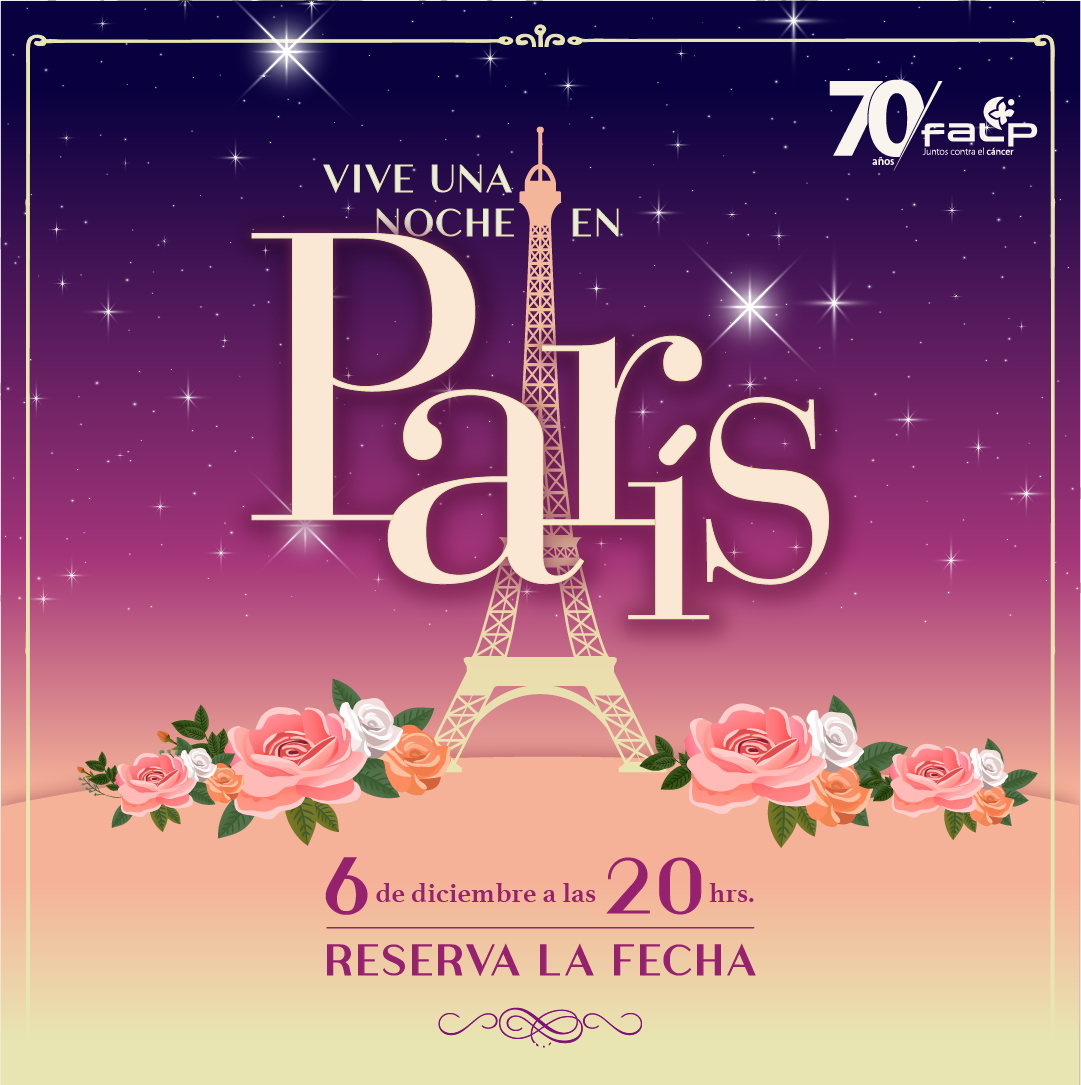 70 años
falp
Juntos contra el cáncer
VIVE UNA
NOCHE EN
París
6 de diciembre a las 20 hrs.
RESERVA LA FECHA